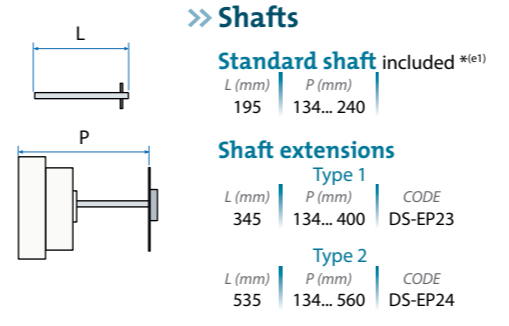 >> Shafts
L
Standard shaft included *(e1)
L (mm) P (mm)
195 134... 240
P
Shaft extensions
Type 1
L (mm) P (mm) CODE
345 134... 400 DS-EP23
Type 2
L (mm) P (mm) CODE
535 134... 560 DS-EP24